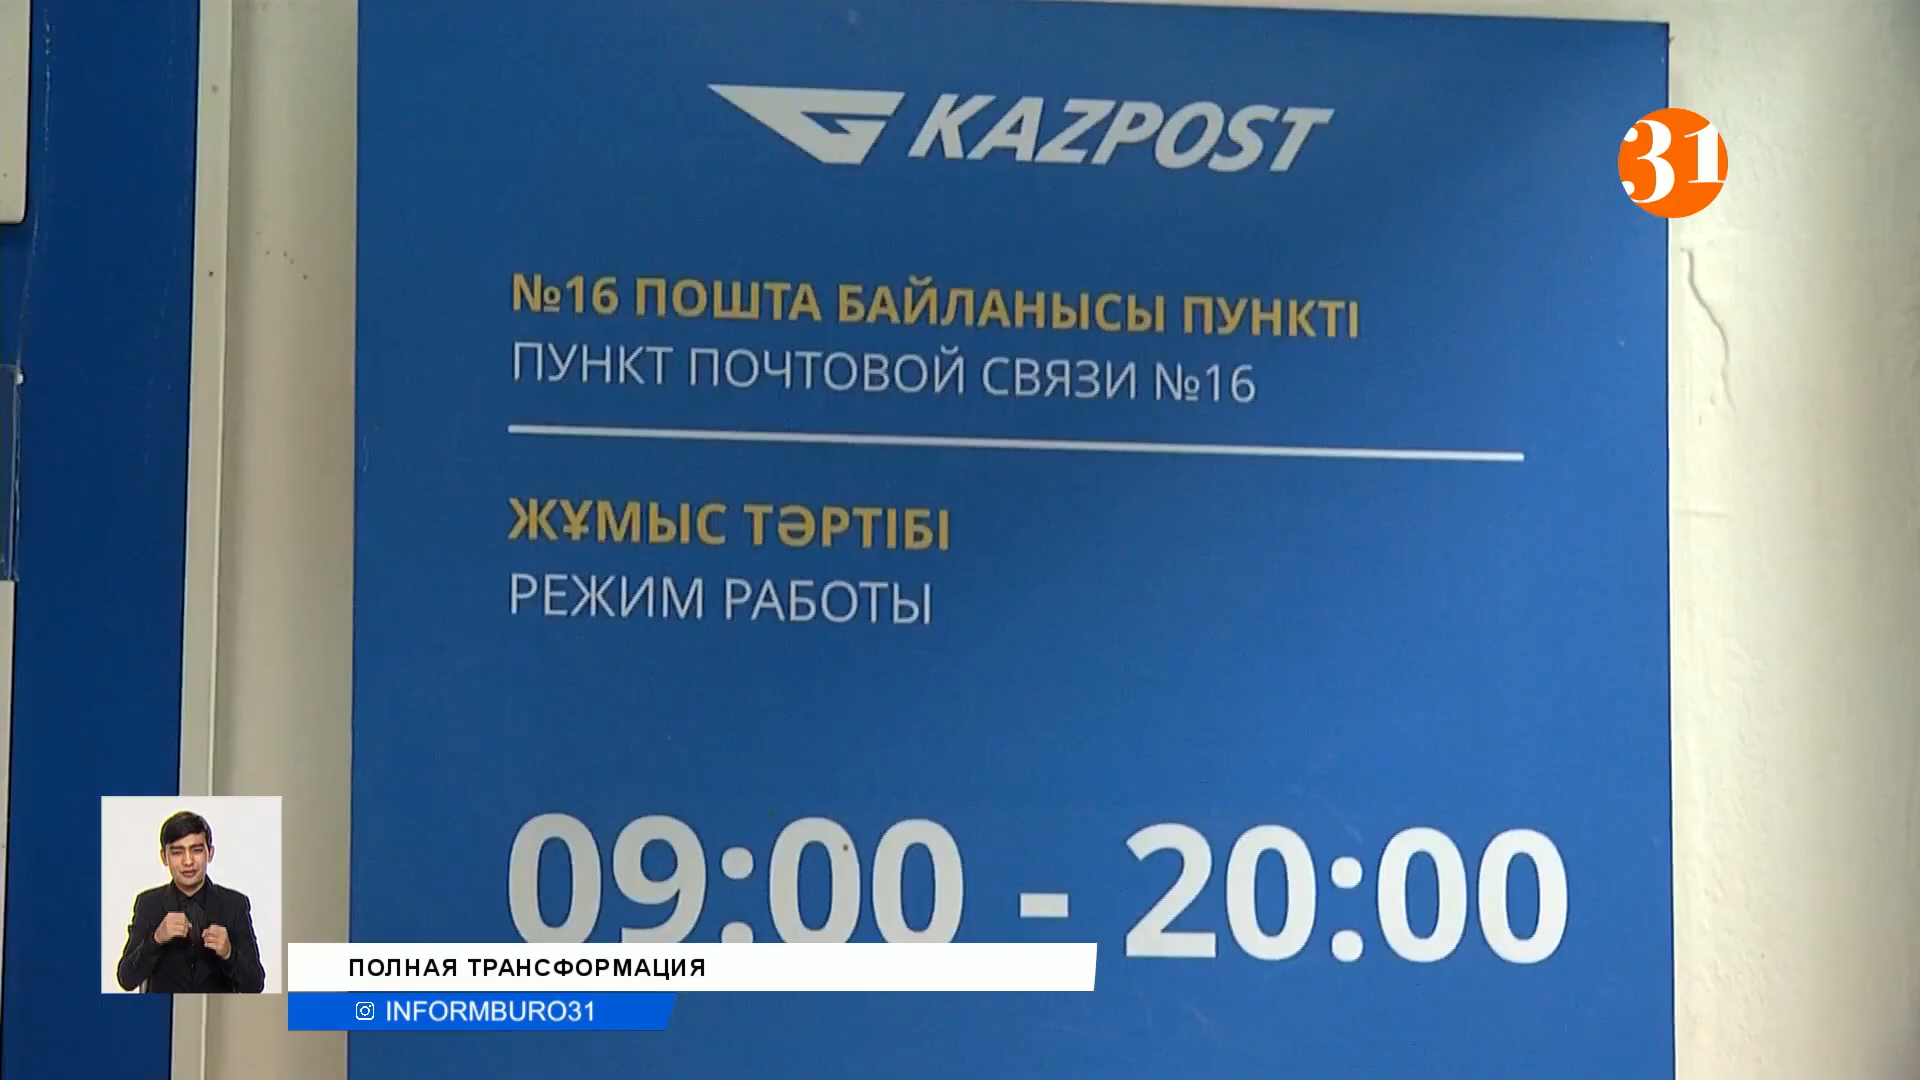 KAZPOST
31
№16 ПОШТА БАЙЛАНЫСЫ ПУНКТІ
ПУНКТ ПОЧТОВОЙ СВЯЗИ №16
ЖҰМЫС ТӘРТІБІ
РЕЖИМ РАБОТЫ
09:00 - 20:00
ПОЛНАЯ ТРАНСФОРМАЦИЯ
INFORMBURO31